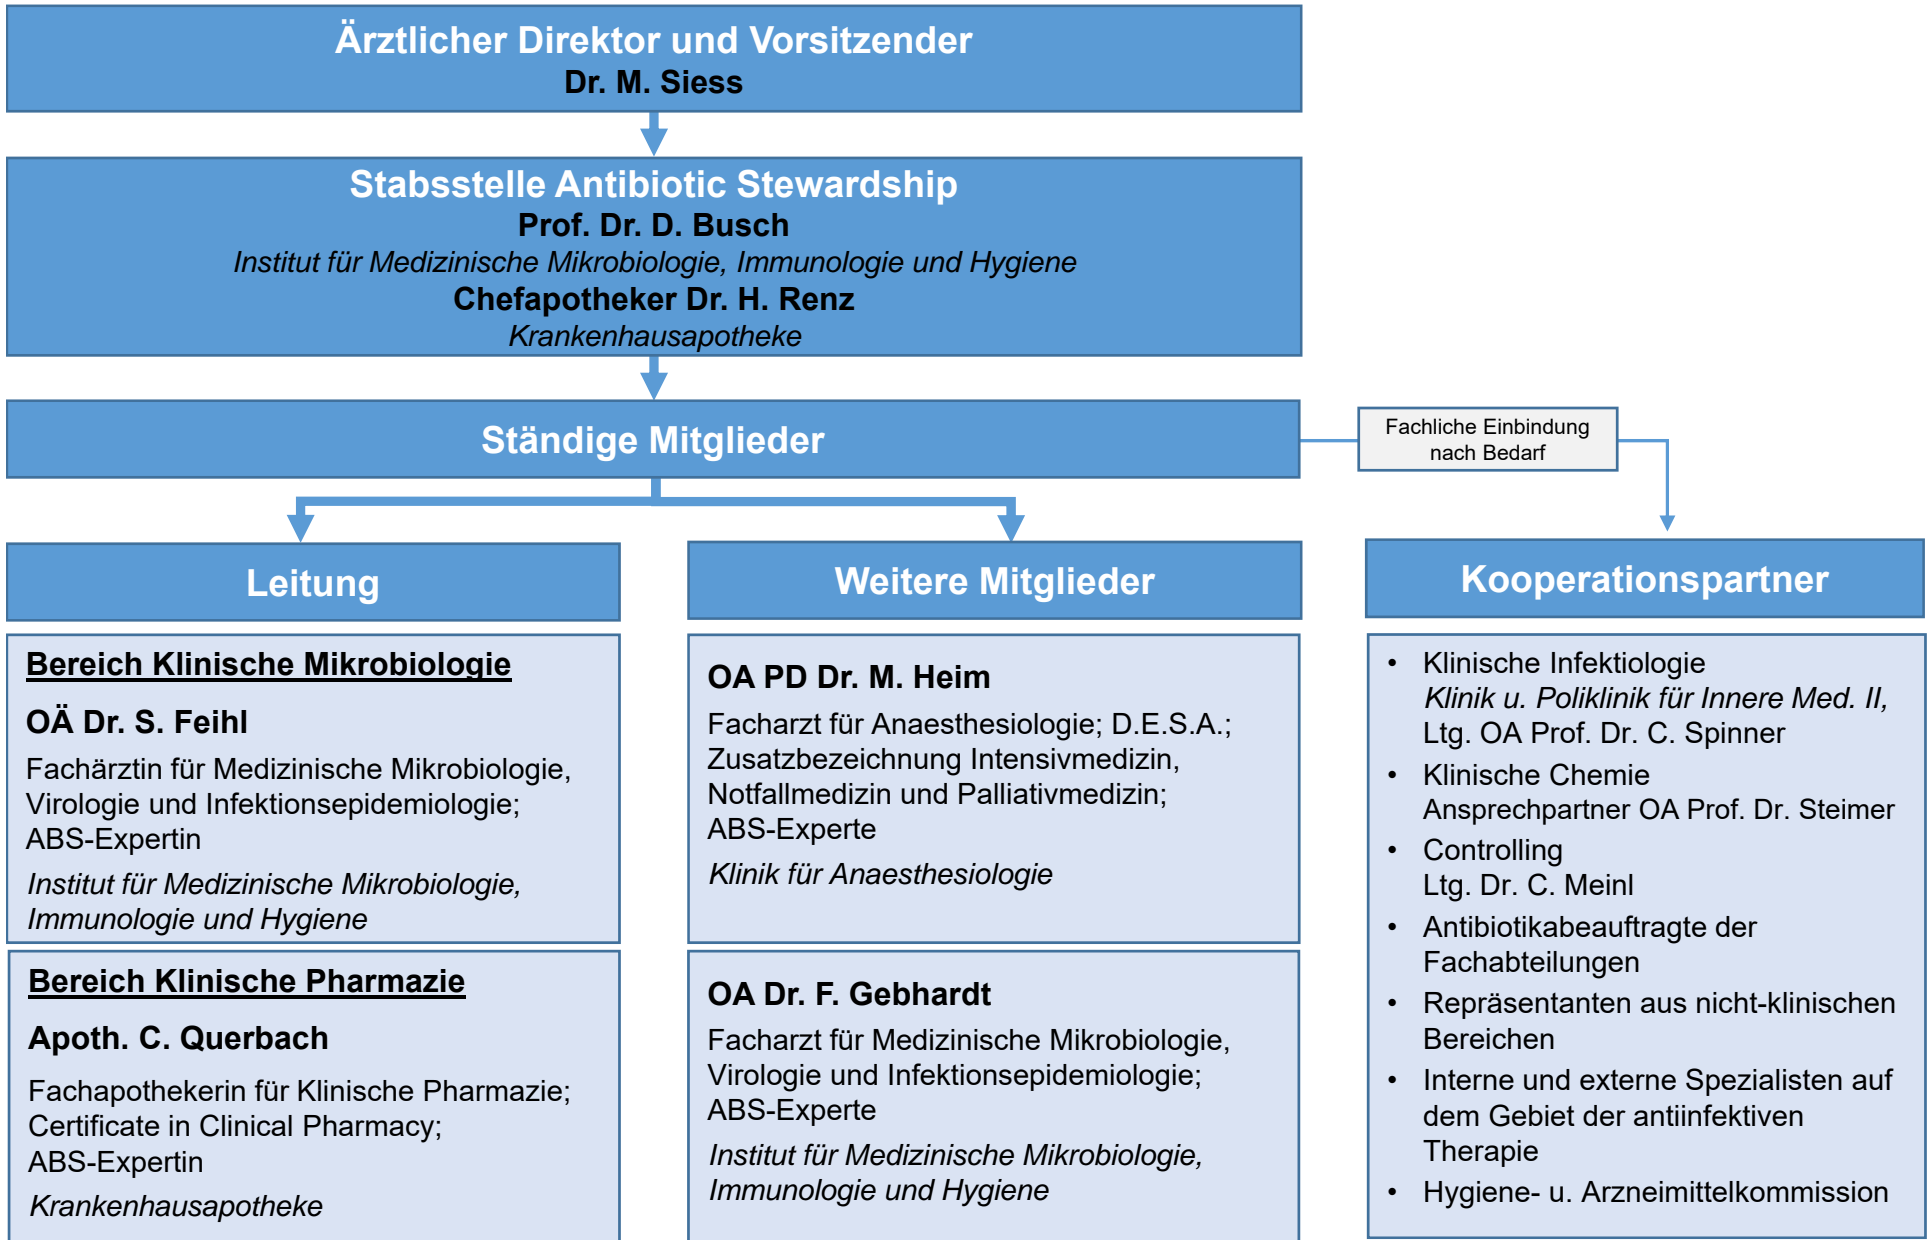 Ärztlicher Direktor und Vorsitzender
Dr. M. Siess
Stabsstelle Antibiotic Stewardship
Prof. Dr. D. Busch
Institut für Medizinische Mikrobiologie, Immunologie und Hygiene
Chefapotheker Dr. H. Renz
Krankenhausapotheke
Ständige Mitglieder
Fachliche Einbindung
nach Bedarf
Leitung
Bereich Klinische Mikrobiologie
OÄ Dr. S. Feihl
Fachärztin für Medizinische Mikrobiologie,
Virologie und Infektionsepidemiologie;
ABS-Expertin
Institut für Medizinische Mikrobiologie,
Immunologie und Hygiene
Bereich Klinische Pharmazie
Apoth. C. Querbach
Fachapothekerin für Klinische Pharmazie;
Certificate in Clinical Pharmacy;
ABS-Expertin
Krankenhausapotheke
Weitere Mitglieder
OA PD Dr. M. Heim
Facharzt für Anaesthesiologie; D.E.S.A.;
Zusatzbezeichnung Intensivmedizin,
Notfallmedizin und Palliativmedizin;
ABS-Experte
Klinik für Anaesthesiologie
OA Dr. F. Gebhardt
Facharzt für Medizinische Mikrobiologie,
Virologie und Infektionsepidemiologie;
ABS-Experte
Institut für Medizinische Mikrobiologie,
Immunologie und Hygiene
Kooperationspartner
• Klinische Infektiologie
Klinik u. Poliklinik für Innere Med. II,
Ltg. OA Prof. Dr. C. Spinner
• Klinische Chemie
Ansprechpartner OA Prof. Dr. Steimer
• Controlling
Ltg. Dr. C. Meinl
• Antibiotikabeauftragte der
Fachabteilungen
• Repräsentanten aus nicht-klinischen
Bereichen
• Interne und externe Spezialisten auf
dem Gebiet der antiinfektiven
Therapie
• Hygiene- u. Arzneimittelkommission